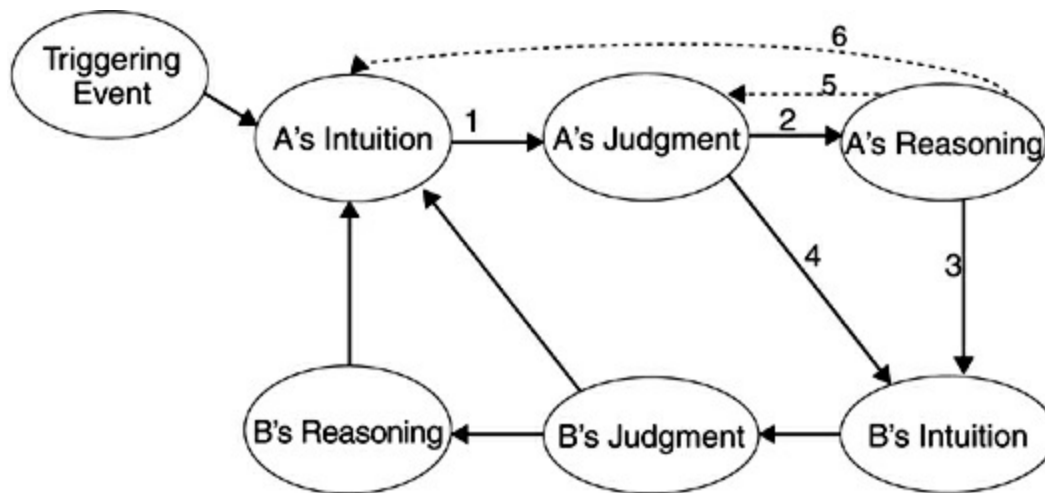 6
Triggering
Event
5
A's Intuition
1
A's Judgment
2
A's Reasoning
4
3
B's Reasoning
B's Judgment
B's Intuition